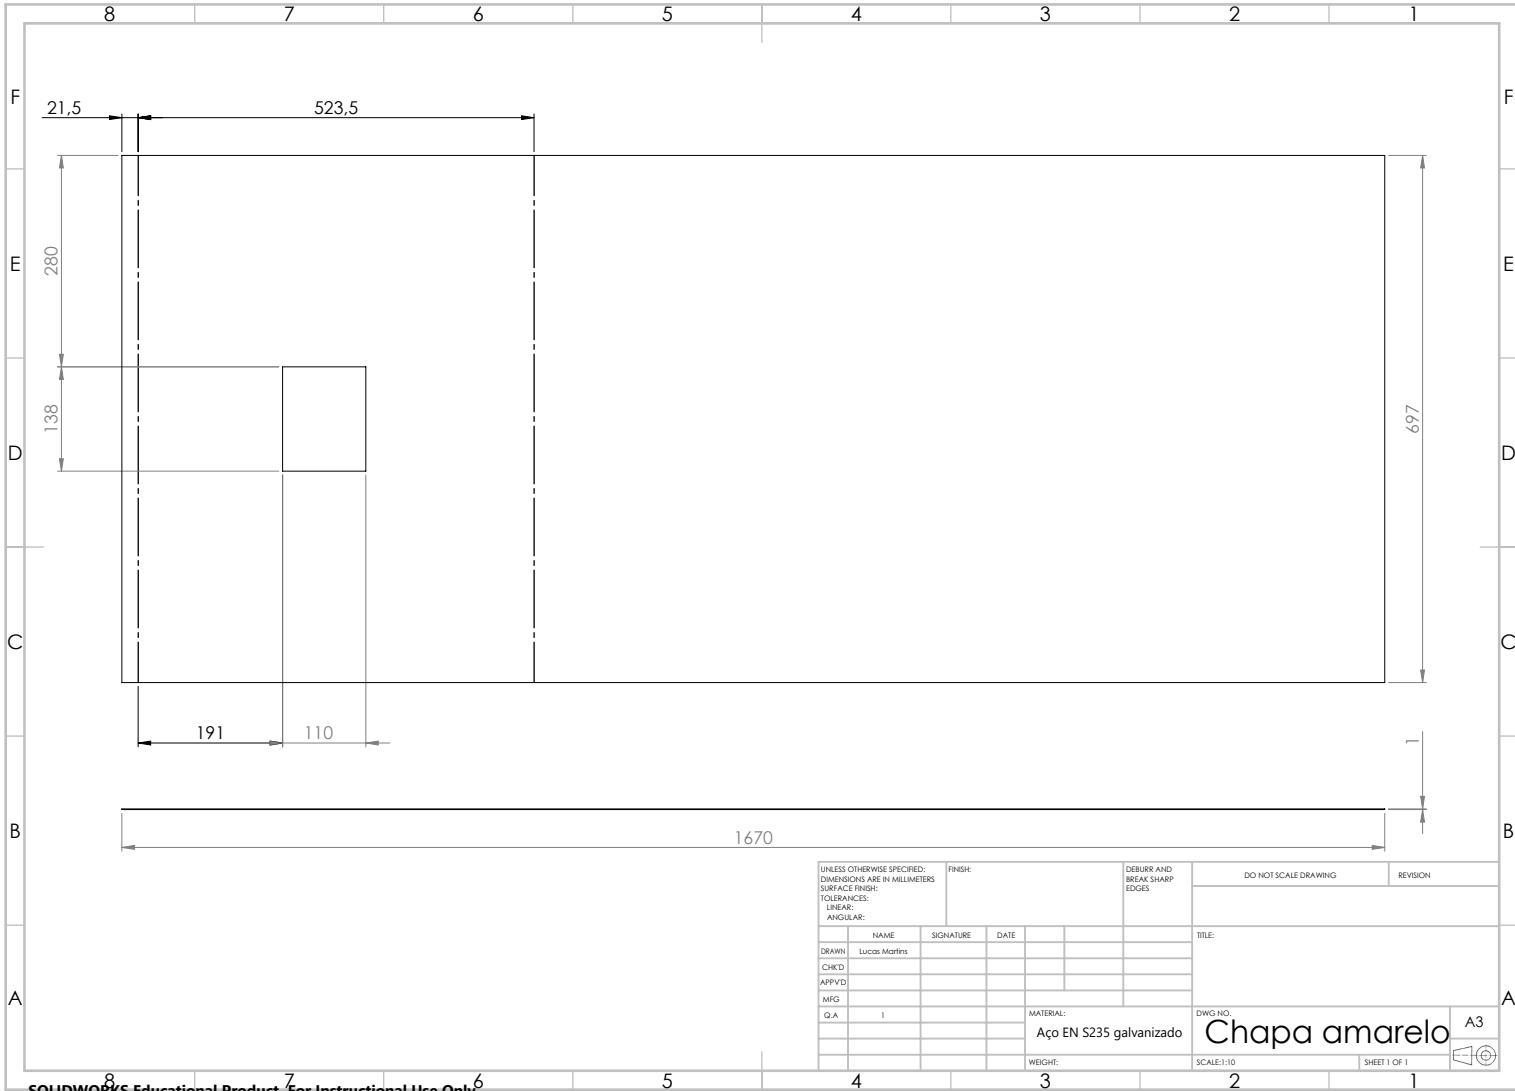 8 7 6 5 4 3 2 1
F F
21,5 523,5
E E
280
138
697
D D
C C
191 110
1
B B
1670
UNLESS OTHERWISE SPECIFIED:
DIMENSIONS ARE IN MILLIMETERS
SURFACE FINISH:
TOLERANCES:
LINEAR:
ANGULAR:
FINISH:
DEBURR AND
BREAK SHARP
EDGES
DO NOT SCALE DRAWING
REVISION
NAME SIGNATURE DATE
TITLE:
DRAWN Lucas Martins
CHK'D
APPV'D
MFG
Q.A 1
MATERIAL:
Aço EN S235 galvanizado
DWG NO.
Chapa amarelo
A3
WEIGHT:
SCALE:1:10
SHEET 1 OF 1
A A
8 7 6 5 4 3 2 1
SOLIDWORKS Educational Product. For Instructional Use Only.